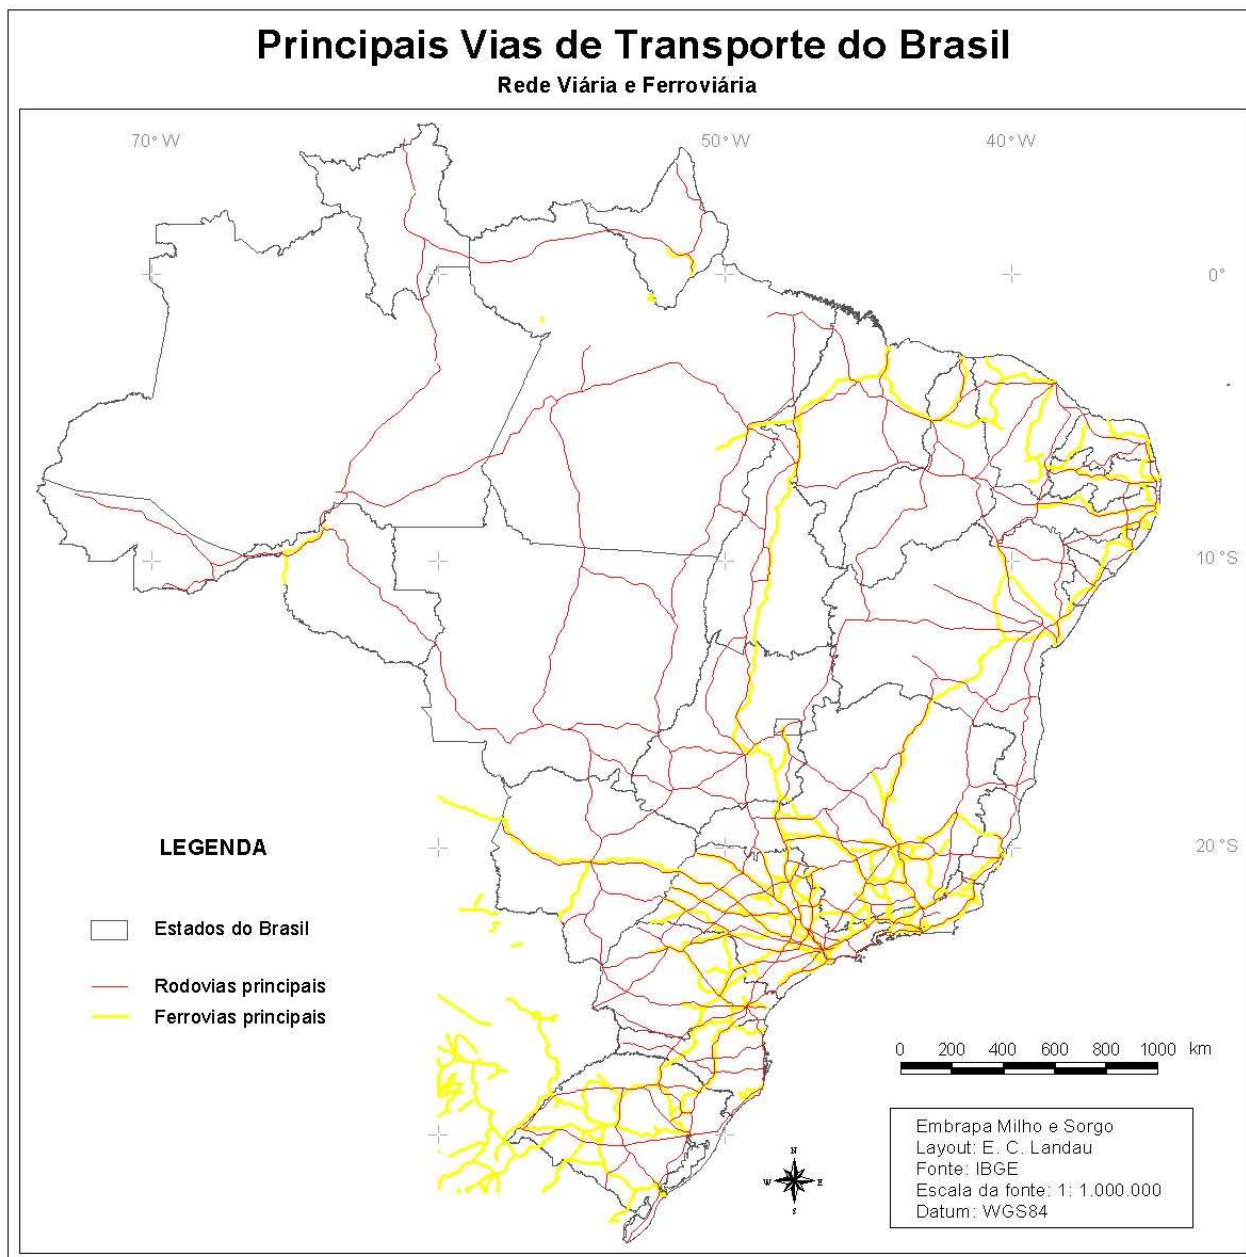 Principais Vias de Transporte do Brasil
Rede Viária e Ferroviária
70° W 50° W 40° W
0°
10°S
20°S
LEGENDA
Estados do Brasil
Rodovias principais
Ferrovias principais
0 200 400 600 800 1000 km
Embrapa Milho e Sorgo
Layout: E. C. Landau
Fonte: IBGE
Escala da fonte: 1: 1.000.000
Datum: WGS84
N
W E
S